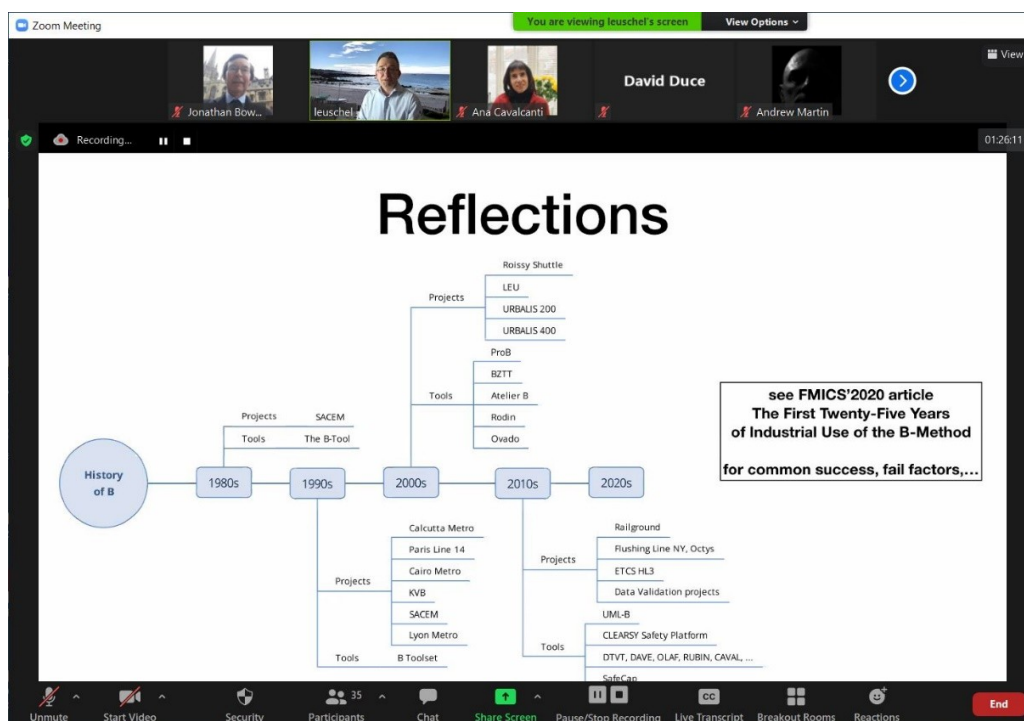 Zoom Meeting
You are viewing leuschel's screen
View Options
View
Jonathan Bow...
leuschel
Ana Cavalcanti
David Duce
Andrew Martin
Recording...
01:26:11
Reflections
Roissy Shuttle
LEU
Projects
URBALIS 200
URBALIS 400
ProB
BZTT
Tools
Atelier B
Rodin
Ovado
see FMICS'2020 article
The First Twenty-Five Years
of Industrial Use of the B-Method
for common success, fail factors,...
Projects
SACEM
Tools
The B-Tool
History
of B
1980s
1990s
2000s
2010s
2020s
Calcutta Metro
Paris Line 14
Cairo Metro
Projects
KVB
SACEM
Lyon Metro
Tools
B Toolset
Railground
Flushing Line NY, Octys
Projects
ETCS HL3
Data Validation projects
UML-B
CLEARSY Safety Platform
Tools
DTVT, DAVE, OLAF, RUBIN, CAVAL, ...
SafeCap
Unmute
Start Video
Security
Participants
35
Chat
Share Screen
Pause/Stop Recording
CC
Live Transcript
Breakout Rooms
Reactions
End